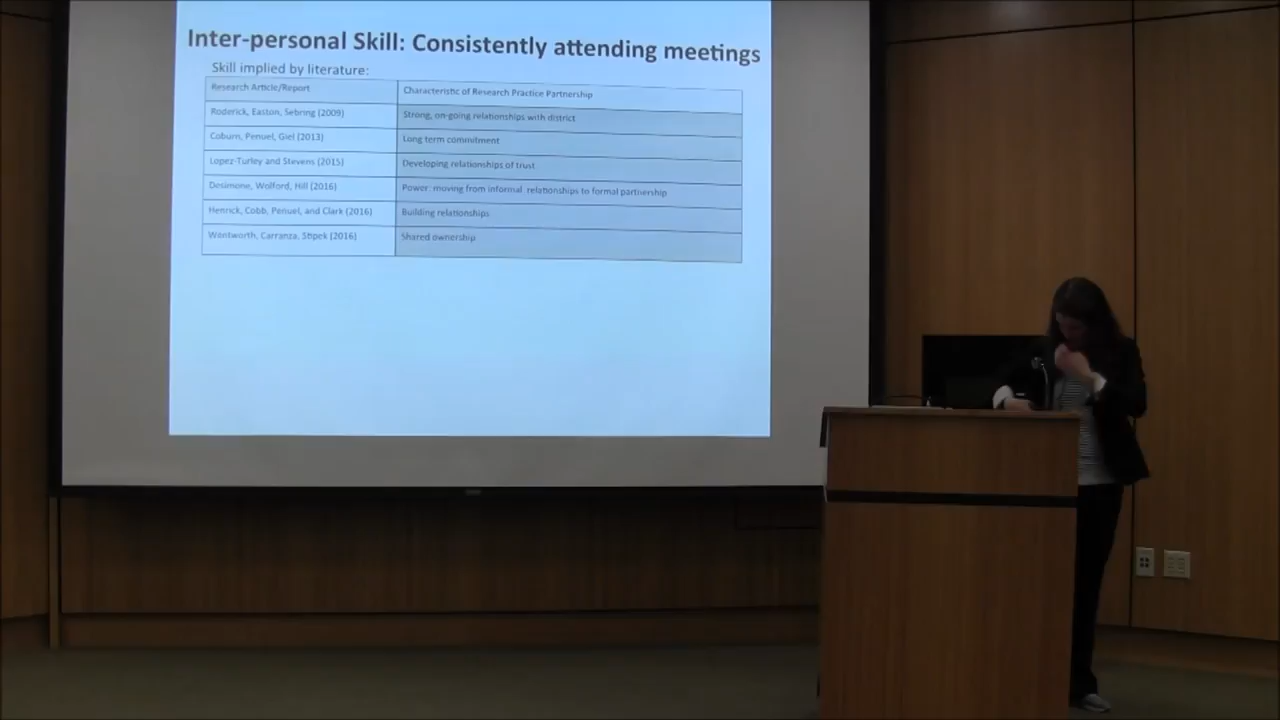 Inter-personal Skill: Consistently attending meetings
Skill implied by literature:
Research Article/Report
Characteristic of Research Practice Partnership
Roderick, Easton, Sebring (2009)
Strong, on-going relationships with district
Coburn, Penuel, Giel (2013)
Long term commitment
Lopez-Turley and Stevens (2015)
Developing relationships of trust
Desimone, Wolford, Hill (2016)
Power: moving from informal relationships to formal partnership
Henrick, Cobb, Penuel, and Clark (2016)
Building relationships
Wentworth, Carranza, Stipek (2016)
Shared ownership